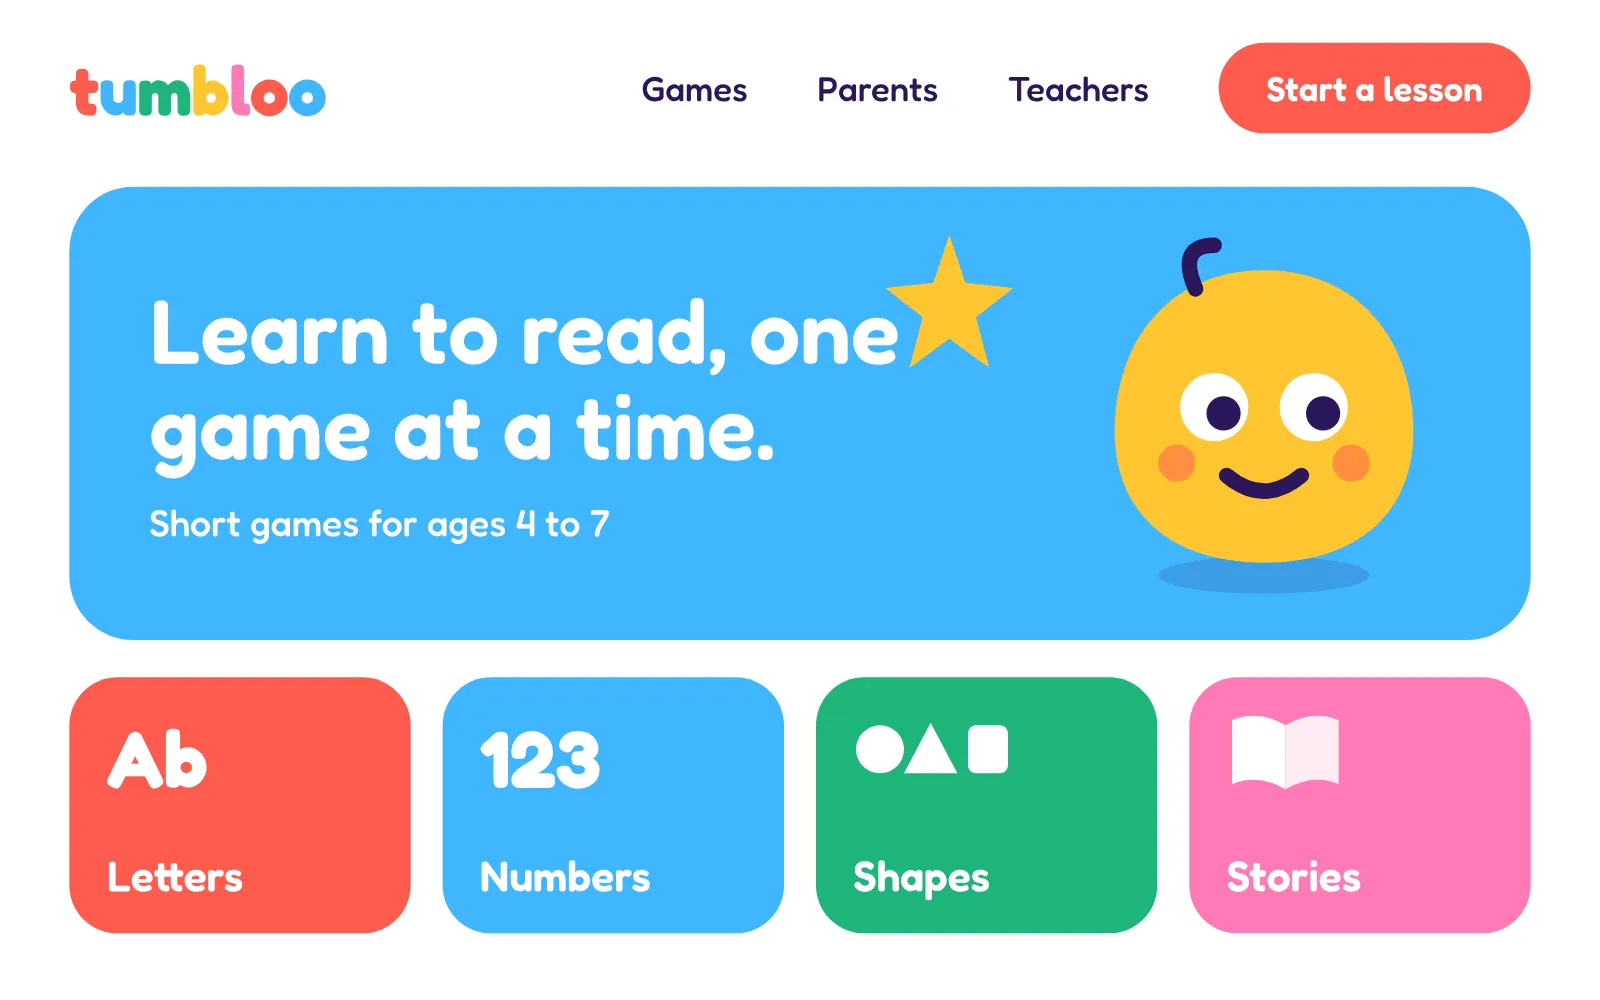 tumbloo
Games
Parents
Teachers
Start a lesson
Learn to read, one
game at a time.
Short games for ages 4 to 7
Ab
123
Letters
Numbers
Shapes
Stories